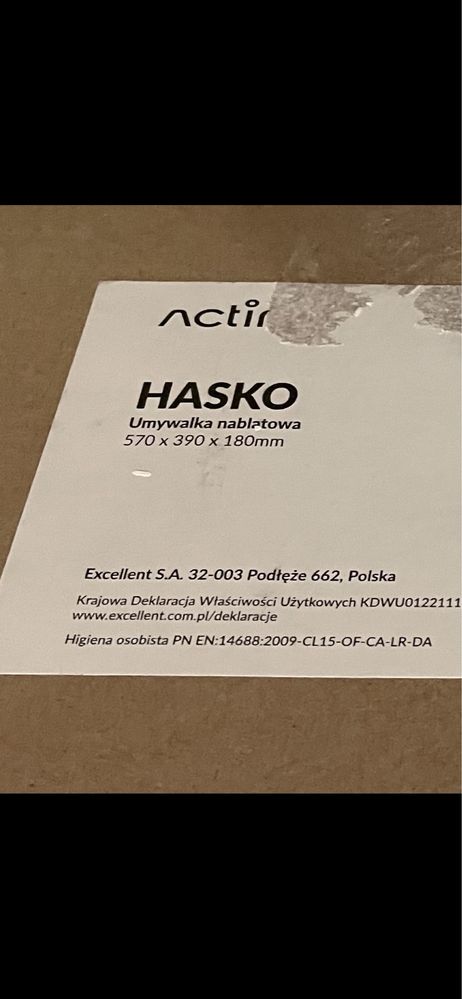 HASKO
Umywalka nablatowa
570 x 390 x 180mm
Excellent S.A. 32-003 Podłęże 662, Polska
Krajowa Deklaracja Właściwości Użytkowych KDWU0122111
www.excellent.com.pl/deklaracje
Higiena osobista PN EN:14688:2009-CL15-OF-CA-LR-DA